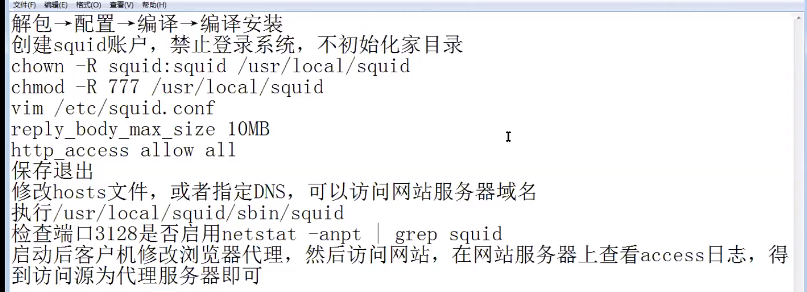 文件(F) 编辑(E) 格式(O) 查看(V) 帮助(H)
解包→配置→编译→编译安装
创建squid账户，禁止登录系统，不初始化家目录
chown -R squid:squid /usr/local/squid
chmod -R 777 /usr/local/squid
vim /etc/squid.conf
reply_body_max_size 10MB
http_access allow all
保存退出
修改hosts文件，或者指定DNS，可以访问网站服务器域名
执行/usr/local/squid/sbin/squid
检查端口3128是否启用netstat -anpt | grep squid
启动后客户机修改浏览器代理，然后访问网站，在网站服务器上查看access日志，得
到访问源为代理服务器即可